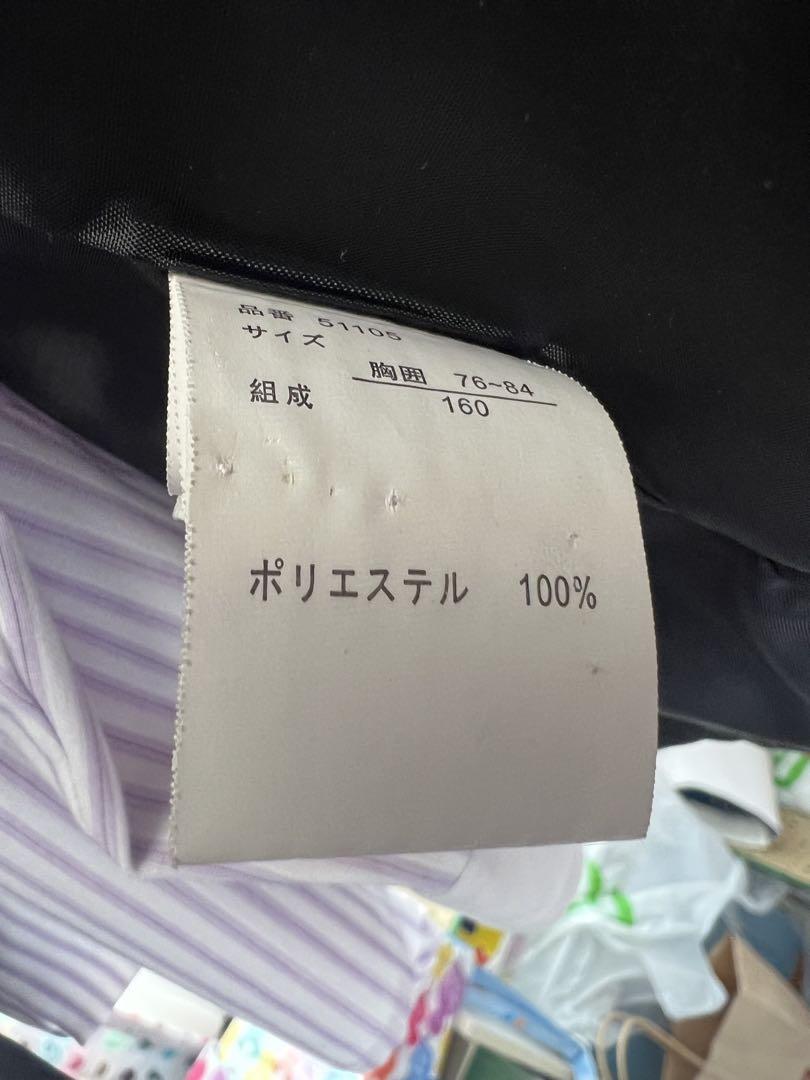 品番 51105
サイズ
胸囲 76~84
組成
160
ポリエステル 100%